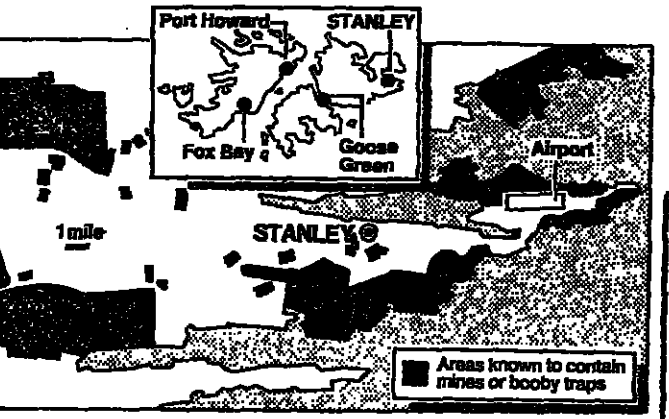 Port Howard
STANLEY
Fox Bay
Goose
Green
Airport
1 mile
STANLEY
Areas known to contain
mines or booby traps